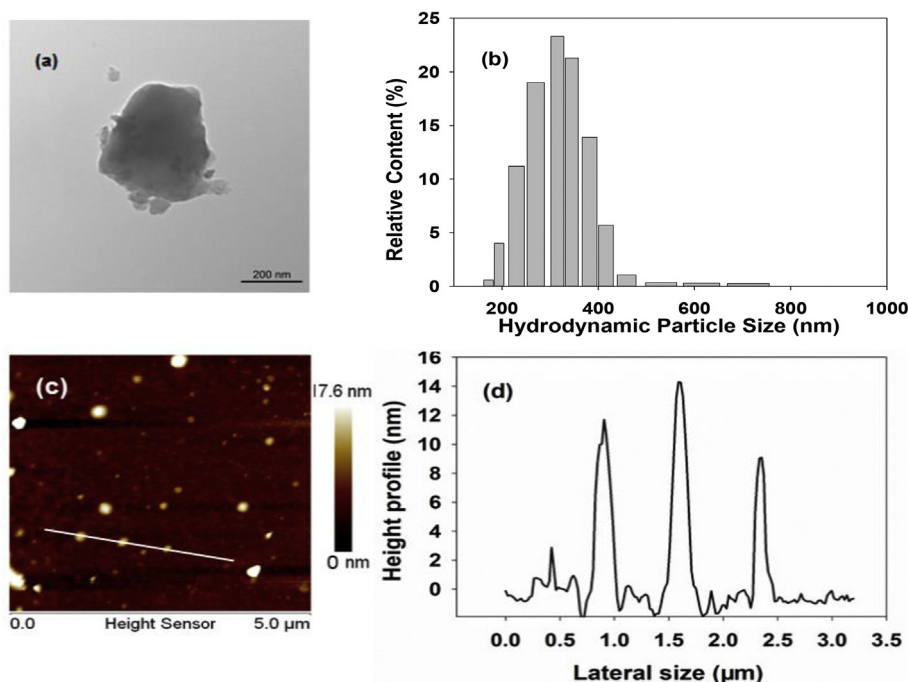 (a)
200 nm
(b)
Relative Content (%)
25
20
15
10
5
0
200 400 600 800 1000
Hydrodynamic Particle Size (nm)
(c)
17.6 nm
0 nm
0.0 Height Sensor 5.0 µm
(d)
Height profile (nm)
16
14
12
10
8
6
4
2
0
0.0 0.5 1.0 1.5 2.0 2.5 3.0 3.5
Lateral size (µm)